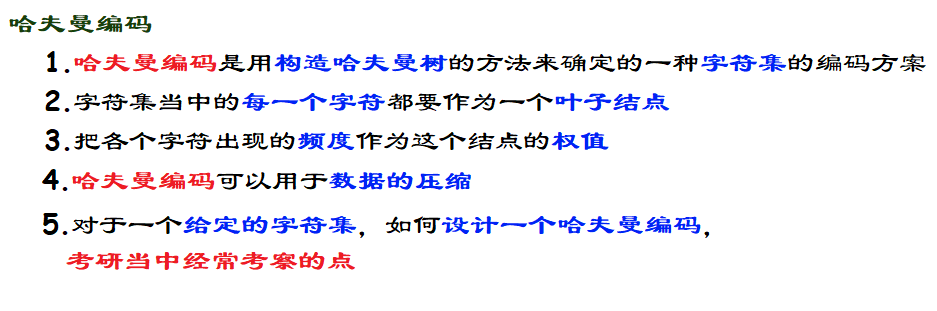 哈夫曼编码
1.哈夫曼编码是用构造哈夫曼树的方法来确定的一种字符集的编码方案
2.字符集当中的每一个字符都要作为一个叶子结点
3.把各个字符出现的频度作为这个结点的权值
4.哈夫曼编码可以用于数据的压缩
5.对于一个给定的字符集，如何设计一个哈夫曼编码，
考研当中经常考察的点